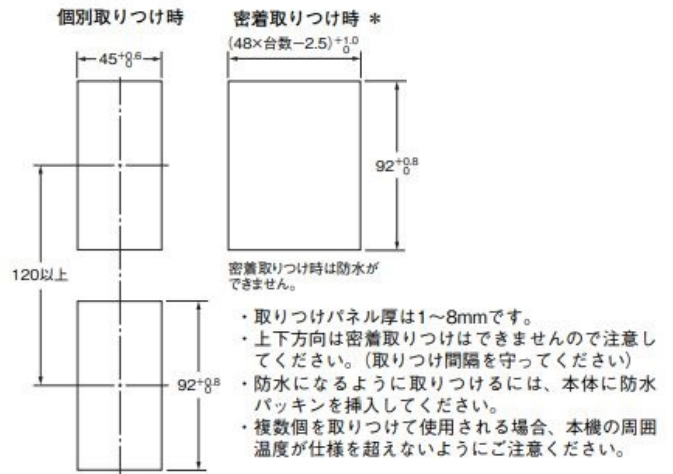 個別取りつけ時
45+0.6 0
120以上
92+0.8 0
密着取りつけ時 *
(48×台数−2.5)+1.0 0
92+0.8 0
密着取りつけ時は防水が
できません。
・取りつけパネル厚は1〜8mmです。
・上下方向は密着取りつけはできませんので注意し
てください。（取りつけ間隔を守ってください）
・防水になるように取りつけるには、本体に防水
パッキンを挿入してください。
・複数個を取りつけて使用される場合、本機の周囲
温度が仕様を超えないようにご注意ください。